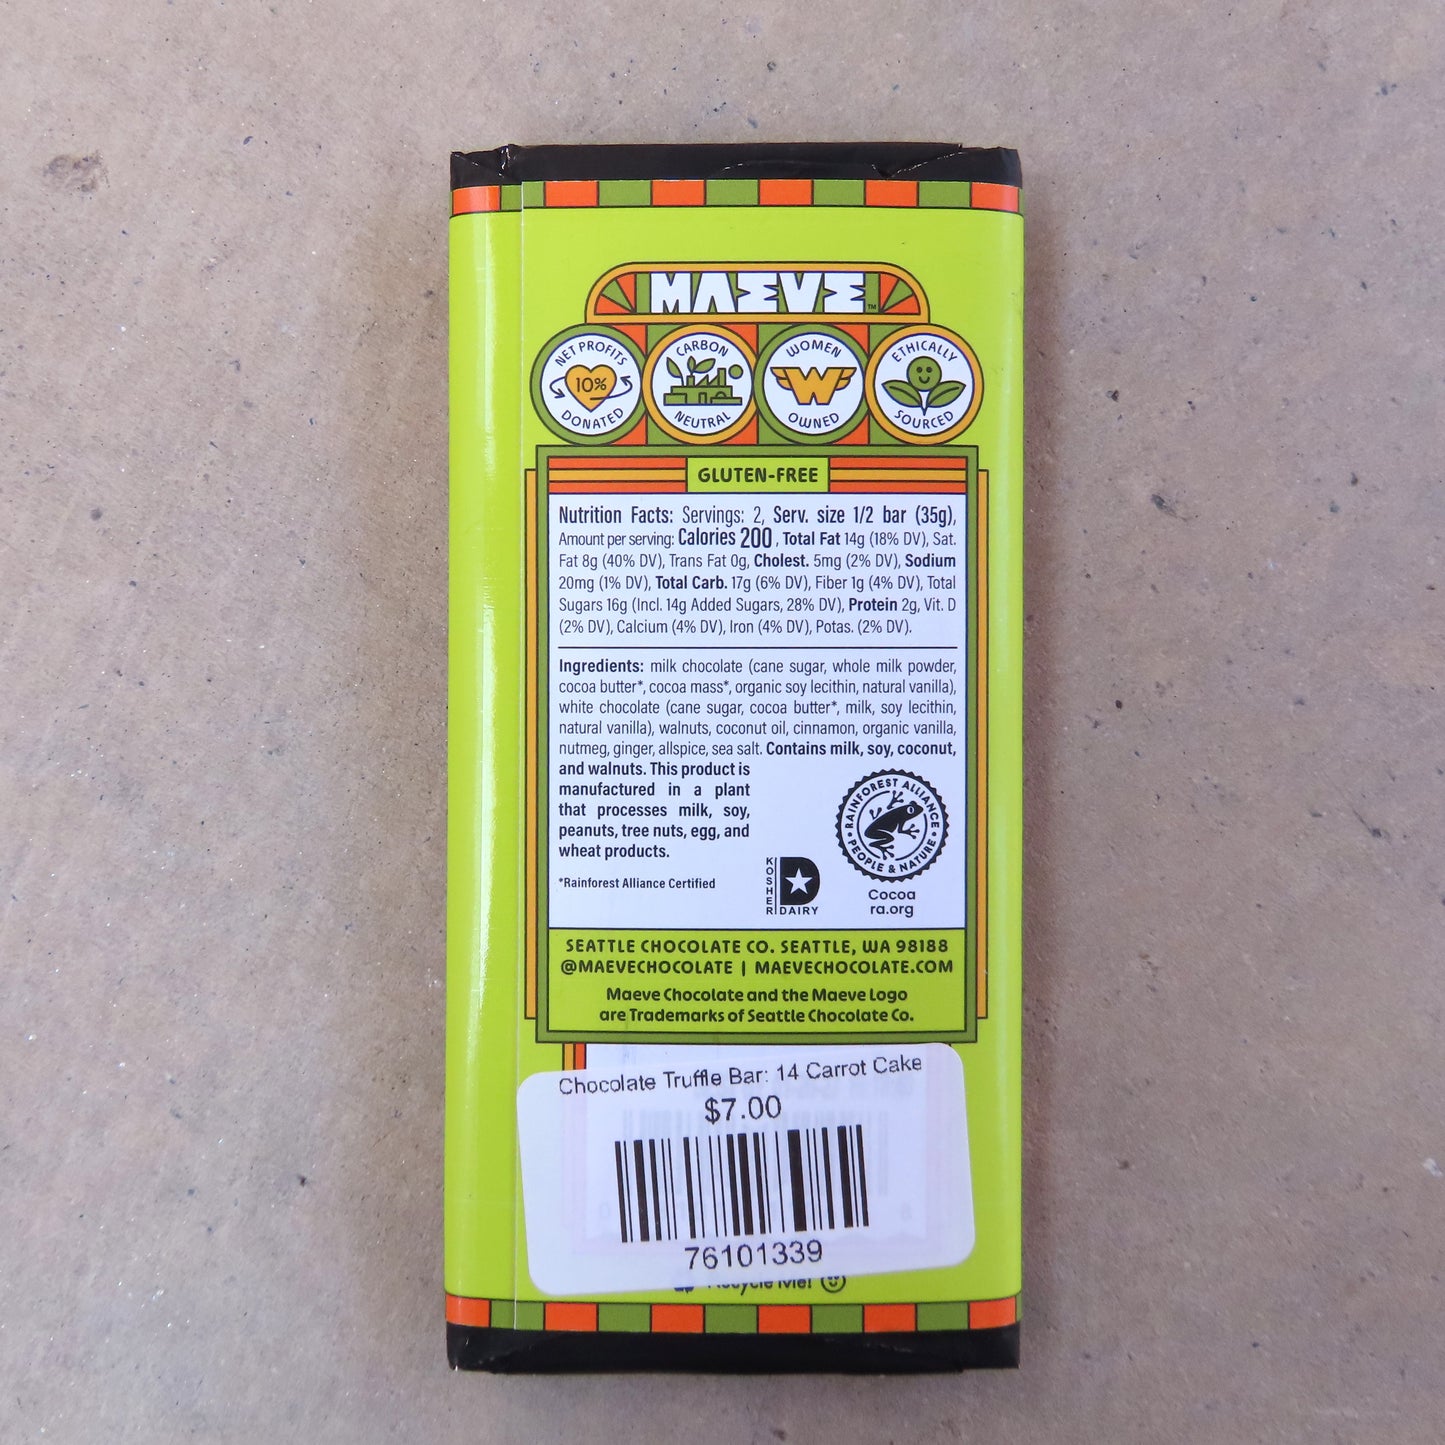 MAEVE™
NET PROFITS
10%
DONATED
CARBON
NEUTRAL
WOMEN
W
OWNED
ETHICALLY
SOURCED
GLUTEN-FREE
Nutrition Facts: Servings: 2, Serv. size 1/2 bar (35g),
Amount per serving: Calories 200 , Total Fat 14g (18% DV), Sat.
Fat 8g (40% DV), Trans Fat 0g, Cholest. 5mg (2% DV), Sodium
20mg (1% DV), Total Carb. 17g (6% DV), Fiber 1g (4% DV), Total
Sugars 16g (Incl. 14g Added Sugars, 28% DV), Protein 2g, Vit. D
(2% DV), Calcium (4% DV), Iron (4% DV), Potas. (2% DV).
Ingredients: milk chocolate (cane sugar, whole milk powder,
cocoa butter*, cocoa mass*, organic soy lecithin, natural vanilla),
white chocolate (cane sugar, cocoa butter*, milk, soy lecithin,
natural vanilla), walnuts, coconut oil, cinnamon, organic vanilla,
nutmeg, ginger, allspice, sea salt. Contains milk, soy, coconut,
and walnuts. This product is
manufactured in a plant
that processes milk, soy,
peanuts, tree nuts, egg, and
wheat products.
*Rainforest Alliance Certified
KOSHER
D
DAIRY
RAINFOREST ALLIANCE
PEOPLE & NATURE
Cocoa
ra.org
SEATTLE CHOCOLATE CO. SEATTLE, WA 98188
@MAEVECHOCOLATE | MAEVECHOCOLATE.COM
Maeve Chocolate and the Maeve Logo
are Trademarks of Seattle Chocolate Co.
Chocolate Truffle Bar: 14 Carrot Cake
$7.00
76101339
Recycle Me!